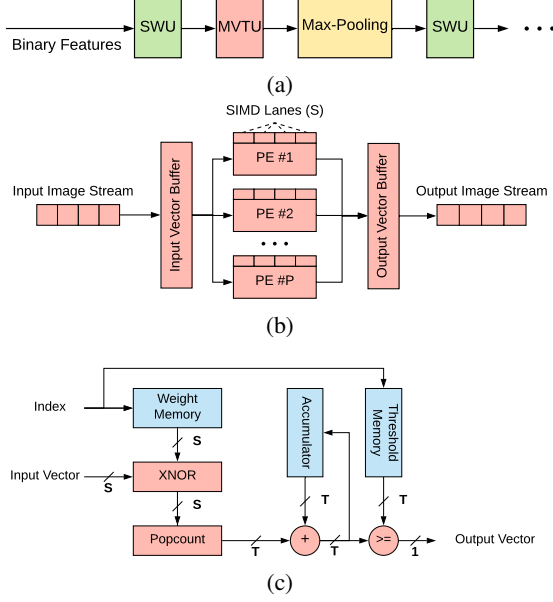 SWU
MVTU
Max-Pooling
SWU
Binary Features
(a)
SIMD Lanes (S)
PE #1
Input Image Stream
Input Vector Buffer
PE #2
Output Vector Buffer
Output Image Stream
PE #P
(b)
Index
Weight
Memory
Accumulator
Threshold
Memory
S
Input Vector
S
XNOR
T
T
S
Popcount
T
+
T
>=
1
Output Vector
(c)